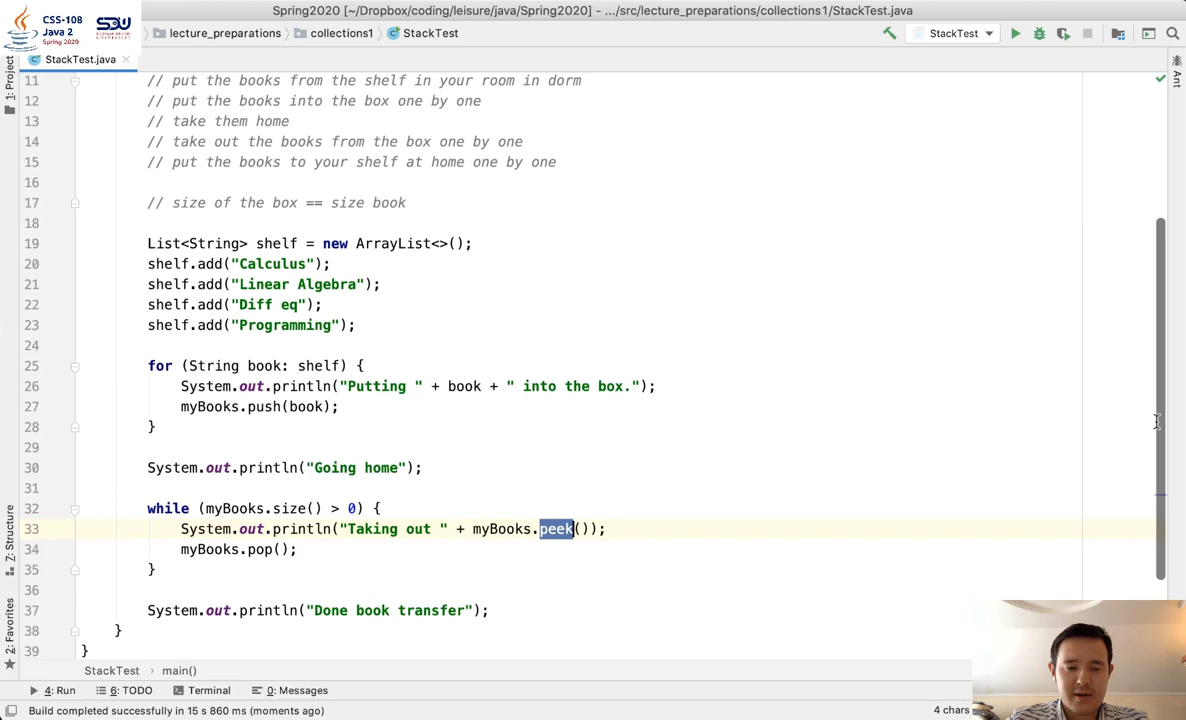 Spring2020 [~/Dropbox/coding/leisure/java/Spring2020] - .../src/lecture_preparations/collections1/StackTest.java
CSS-108
Java 2
Spring 2020
SDU
lecture_preparations
collections1
StackTest
StackTest
StackTest.java
1: Project
Ant
11 // put the books from the shelf in your room in dorm
12 // put the books into the box one by one
13 // take them home
14 // take out the books from the box one by one
15 // put the books to your shelf at home one by one
16
17 // size of the box == size book
18
19 List<String> shelf = new ArrayList<>();
20 shelf.add("Calculus");
21 shelf.add("Linear Algebra");
22 shelf.add("Diff eq");
23 shelf.add("Programming");
24
25 for (String book: shelf) {
26 System.out.println("Putting " + book + " into the box.");
27 myBooks.push(book);
28 }
29
30 System.out.println("Going home");
31
32 while (myBooks.size() > 0) {
33 System.out.println("Taking out " + myBooks.peek());
34 myBooks.pop();
35 }
36
37 System.out.println("Done book transfer");
38 }
39 }
Z: Structure
2: Favorites
StackTest › main()
4: Run
6: TODO
Terminal
0: Messages
Build completed successfully in 15 s 860 ms (moments ago)
4 chars